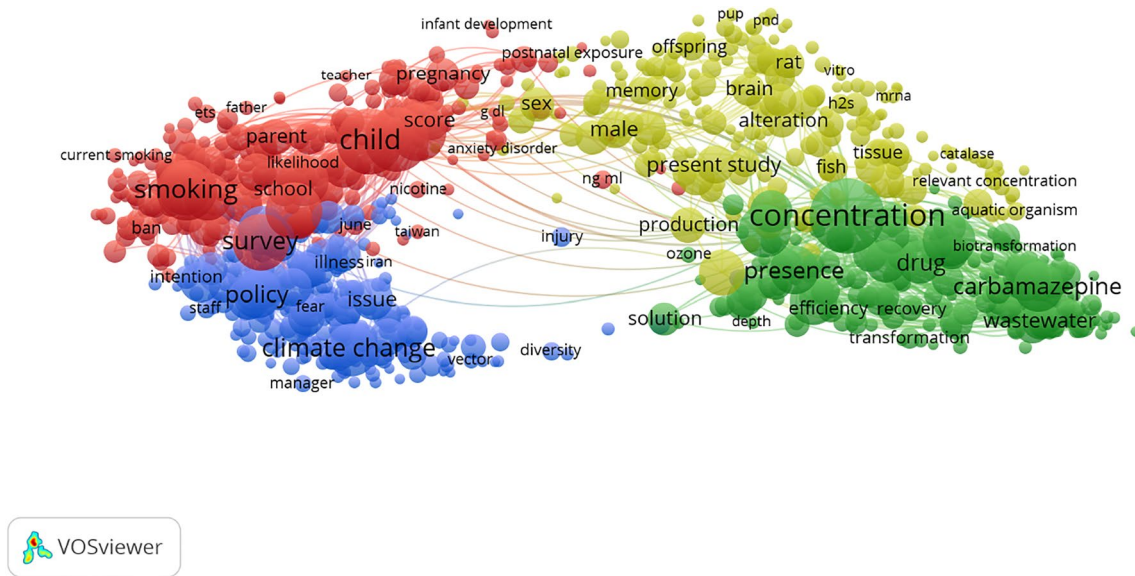 infant development
pup
pnd
offspring
postnatal exposure
teacher
pregnancy
rat
vitro
memory
brain
mrna
ets
father
sex
h2s
g dl
score
alteration
parent
child
male
anxiety disorder
current smoking
likelihood
present study
fish
tissue
catalase
smoking
school
nicotine
ng ml
relevant concentration
concentration
aquatic organism
ban
june
taiwan
production
survey
injury
biotransformation
ozone
illness
iran
drug
intention
presence
carbamazepine
policy
issue
staff
fear
efficiency
recovery
solution
depth
wastewater
transformation
climate change
vector
diversity
manager
VOSviewer